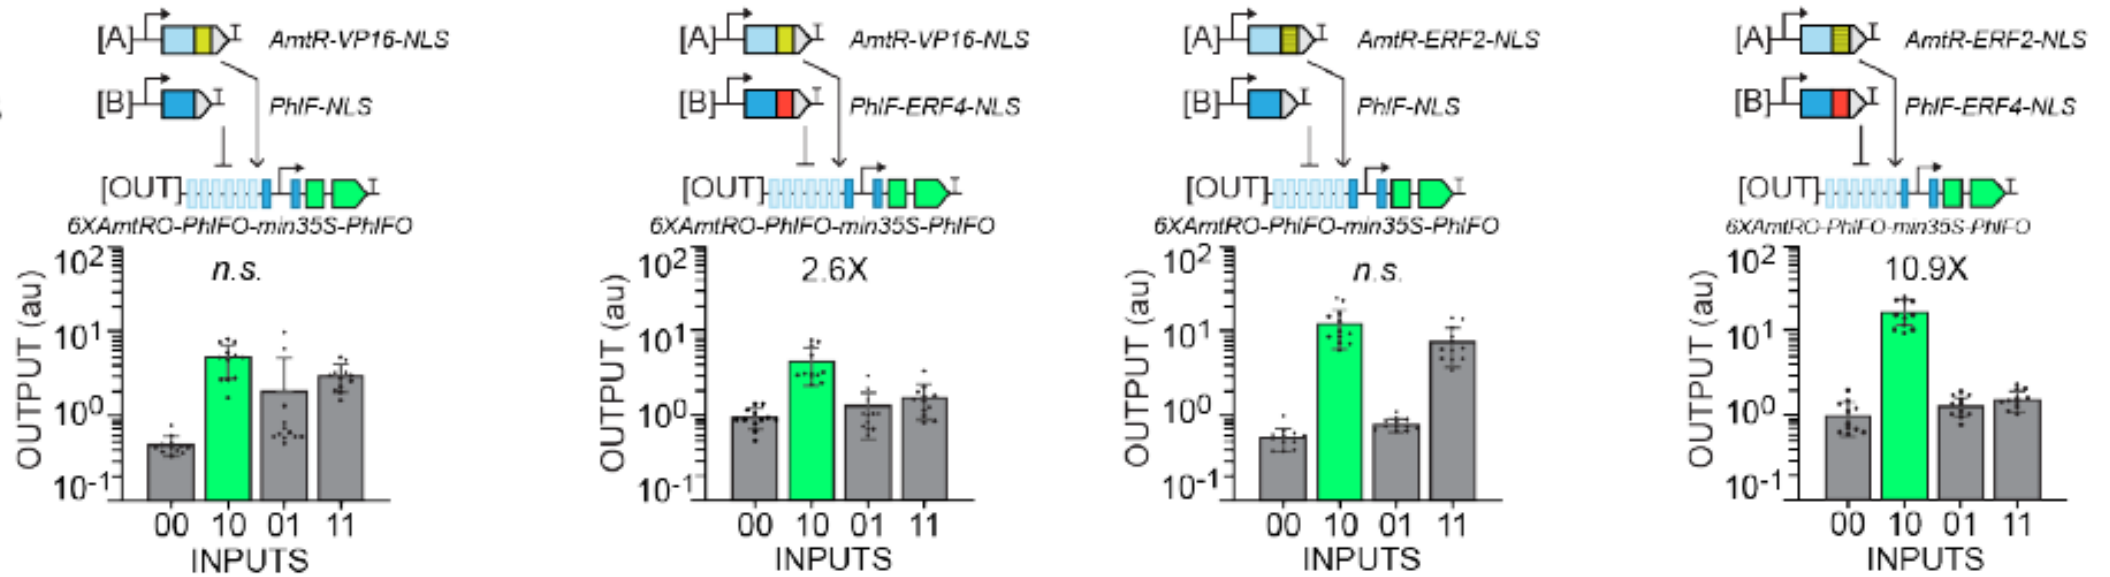 [A] AmtR-VP16-NLS
[B] PhlF-NLS
[OUT]
6XAmtRO-PhlFO-min35S-PhlFO
n.s.
OUTPUT (au)
10²
10¹
10⁰
10⁻¹
00 10 01 11
INPUTS
[A] AmtR-VP16-NLS
[B] PhlF-ERF4-NLS
[OUT]
6XAmtRO-PhlFO-min35S-PhlFO
2.6X
OUTPUT (au)
10²
10¹
10⁰
10⁻¹
00 10 01 11
INPUTS
[A] AmtR-ERF2-NLS
[B] PhlF-NLS
[OUT]
6XAmtRO-PhlFO-min35S-PhlFO
n.s.
OUTPUT (au)
10²
10¹
10⁰
10⁻¹
00 10 01 11
INPUTS
[A] AmtR-ERF2-NLS
[B] PhlF-ERF4-NLS
[OUT]
6XAmtRO-PhlFO-min35S-PhlFO
10.9X
OUTPUT (au)
10²
10¹
10⁰
10⁻¹
00 10 01 11
INPUTS